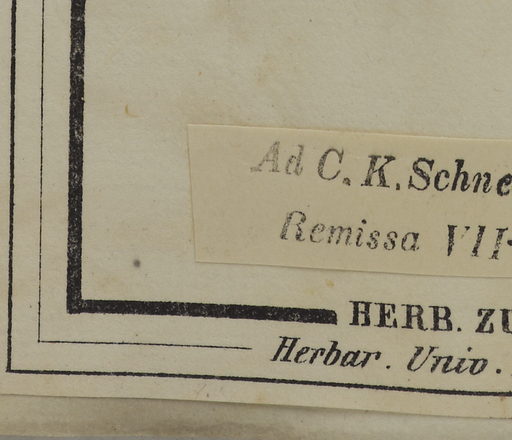 Ad C. K. Schne
Remissa VII
HERB. ZU
Herbar. Univ.